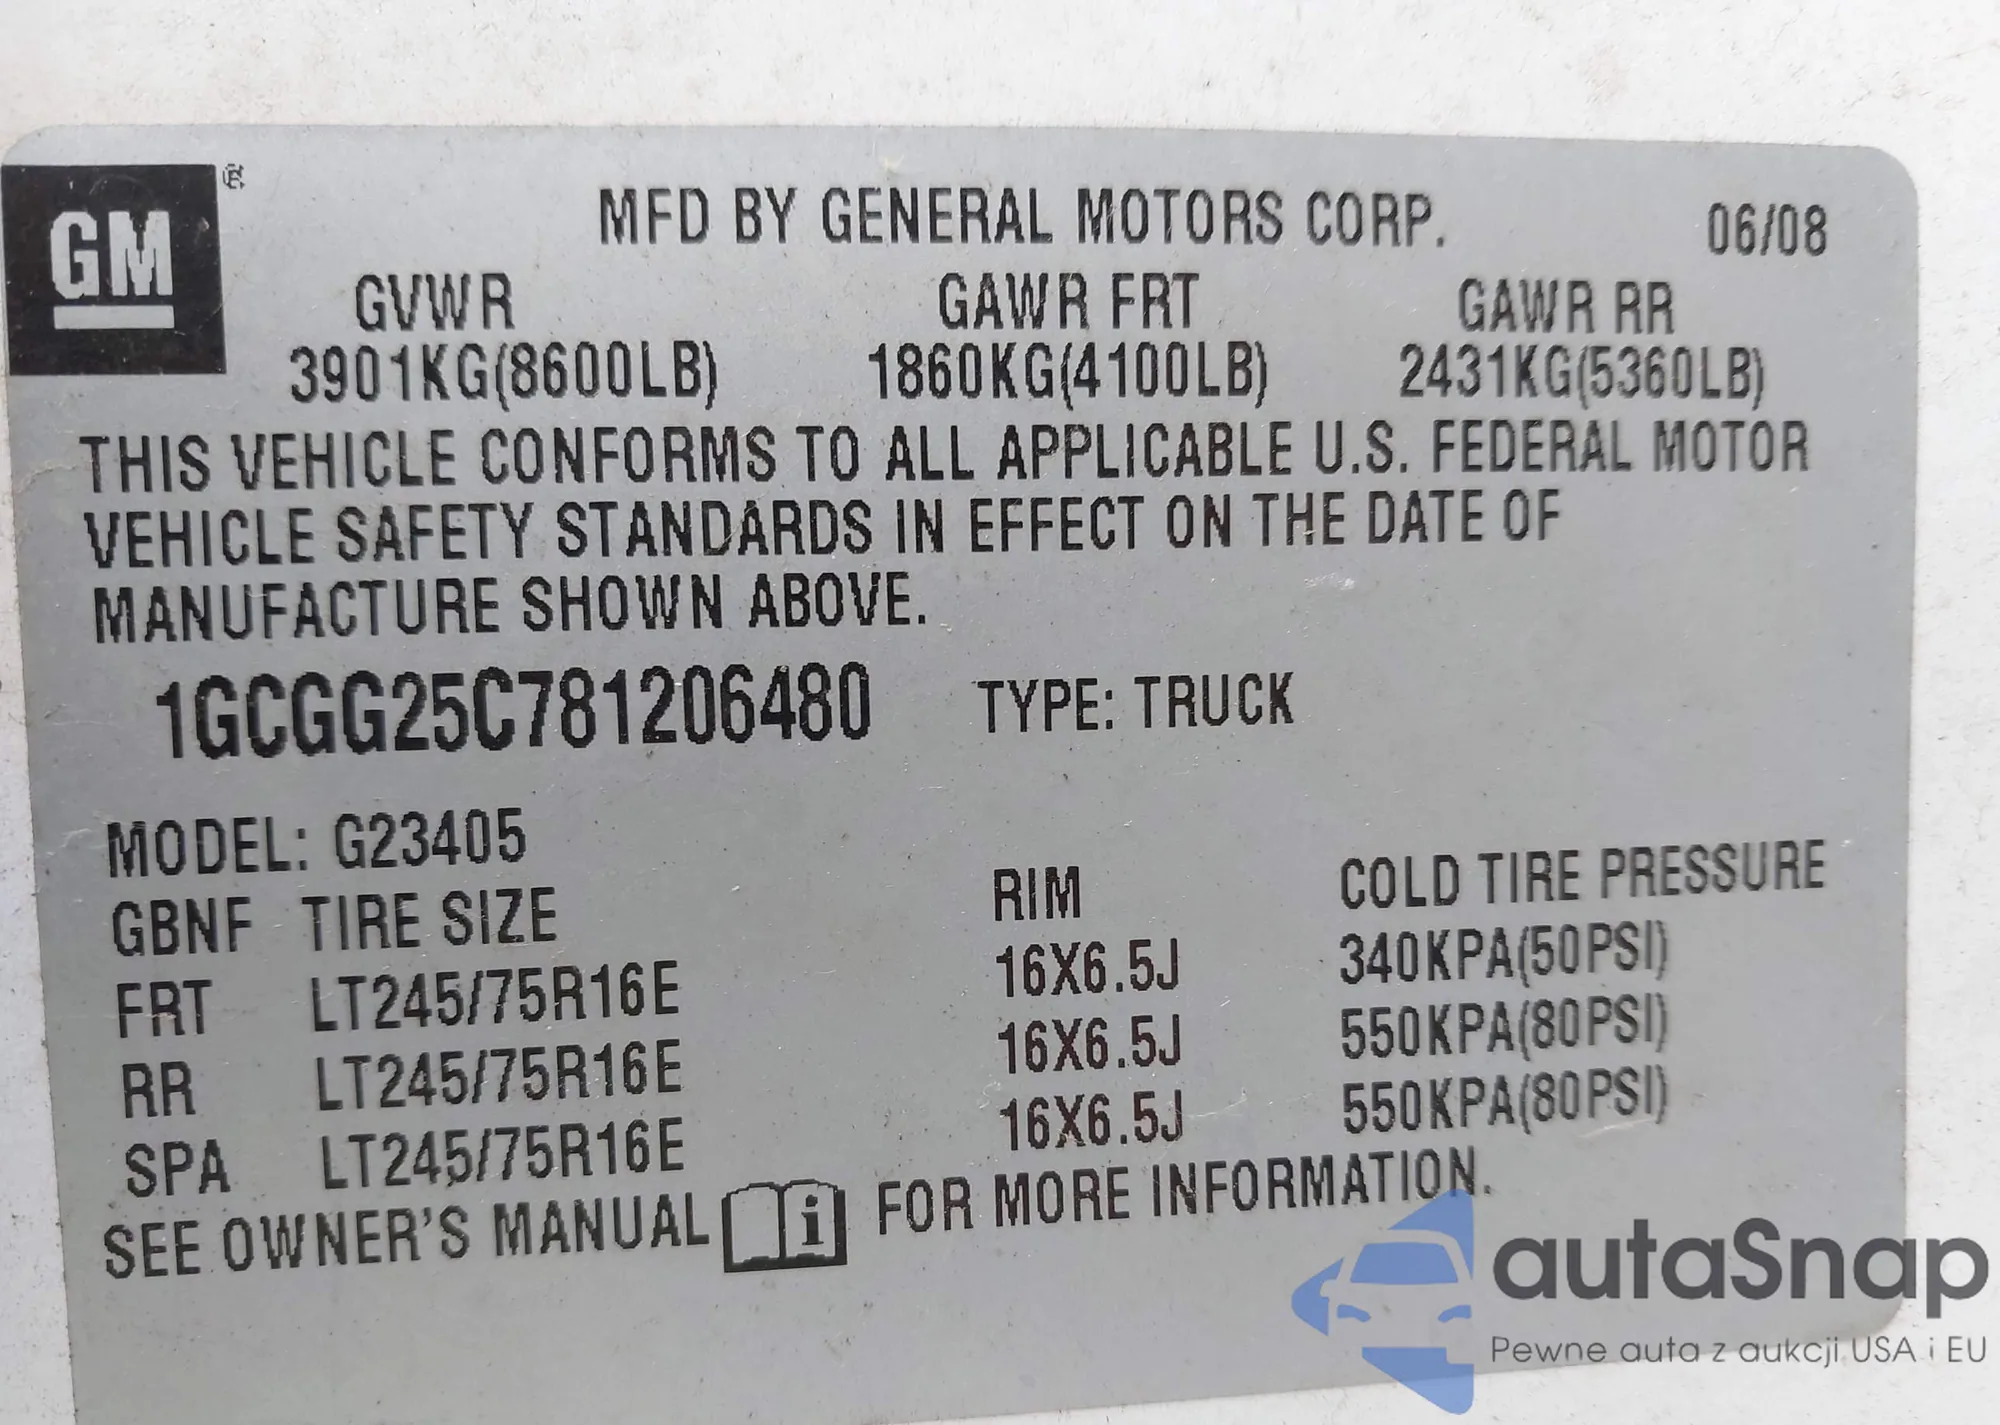 GM®
MFD BY GENERAL MOTORS CORP. 06/08
GVWR GAWR FRT GAWR RR
3901KG(8600LB) 1860KG(4100LB) 2431KG(5360LB)
THIS VEHICLE CONFORMS TO ALL APPLICABLE U.S. FEDERAL MOTOR
VEHICLE SAFETY STANDARDS IN EFFECT ON THE DATE OF
MANUFACTURE SHOWN ABOVE.
1GCGG25C781206480 TYPE: TRUCK
MODEL: G23405
GBNF TIRE SIZE RIM COLD TIRE PRESSURE
FRT LT245/75R16E 16X6.5J 340KPA(50PSI)
RR LT245/75R16E 16X6.5J 550KPA(80PSI)
SPA LT245/75R16E 16X6.5J 550KPA(80PSI)
SEE OWNER'S MANUAL i FOR MORE INFORMATION.
autaSnap
Pewne auta z aukcji USA i EU